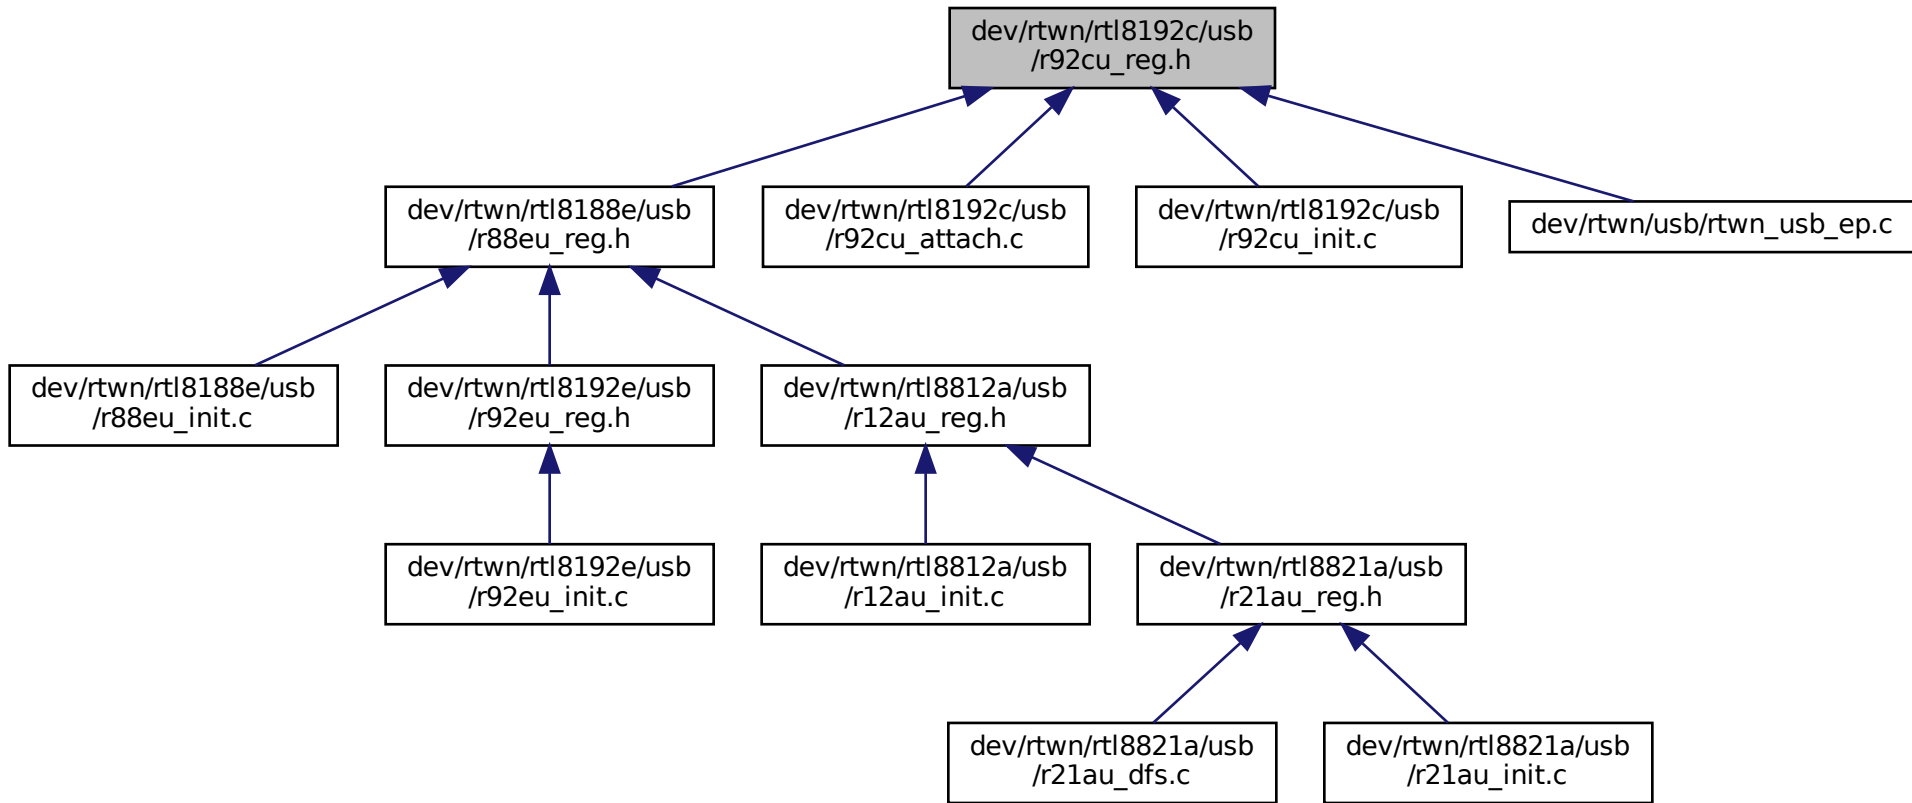 dev/rtwn/rtl8192c/usb
/r92cu_reg.h
dev/rtwn/rtl8188e/usb
/r88eu_reg.h
dev/rtwn/rtl8192c/usb
/r92cu_attach.c
dev/rtwn/rtl8192c/usb
/r92cu_init.c
dev/rtwn/usb/rtwn_usb_ep.c
dev/rtwn/rtl8188e/usb
/r88eu_init.c
dev/rtwn/rtl8192e/usb
/r92eu_reg.h
dev/rtwn/rtl8812a/usb
/r12au_reg.h
dev/rtwn/rtl8192e/usb
/r92eu_init.c
dev/rtwn/rtl8812a/usb
/r12au_init.c
dev/rtwn/rtl8821a/usb
/r21au_reg.h
dev/rtwn/rtl8821a/usb
/r21au_dfs.c
dev/rtwn/rtl8821a/usb
/r21au_init.c